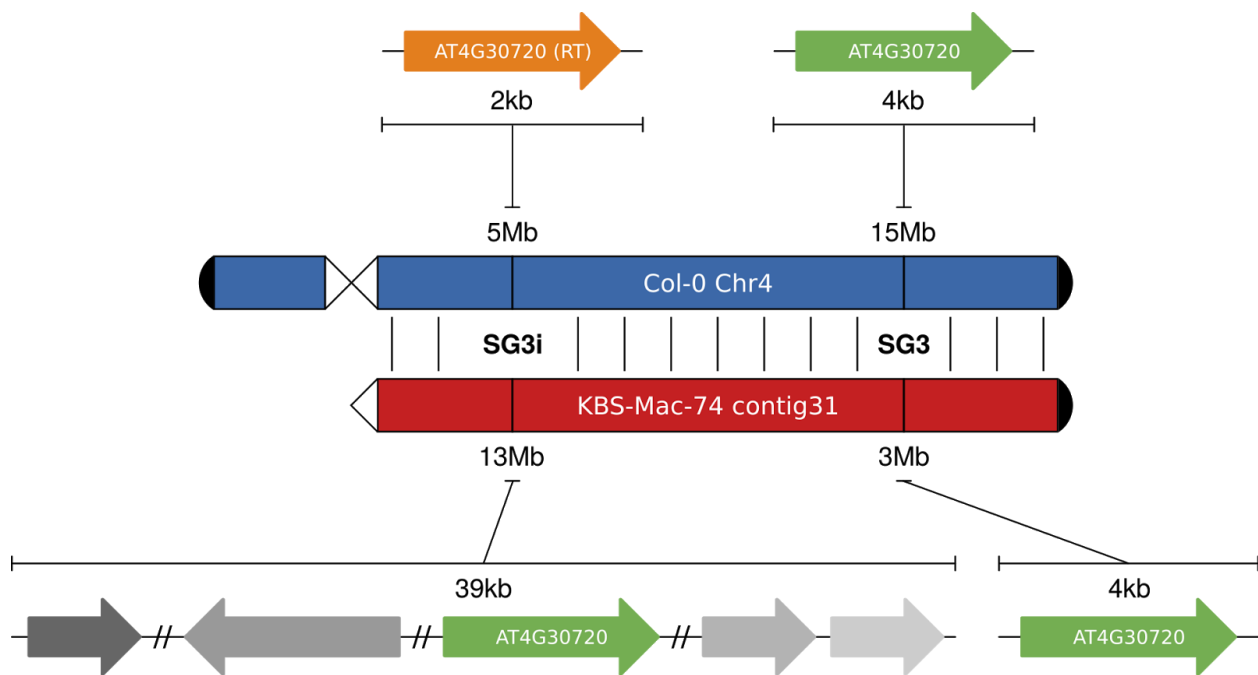 AT4G30720 (RT)
AT4G30720
2kb
4kb
5Mb
15Mb
Col-0 Chr4
SG3i
SG3
KBS-Mac-74 contig31
13Mb
3Mb
39kb
4kb
AT4G30720
AT4G30720